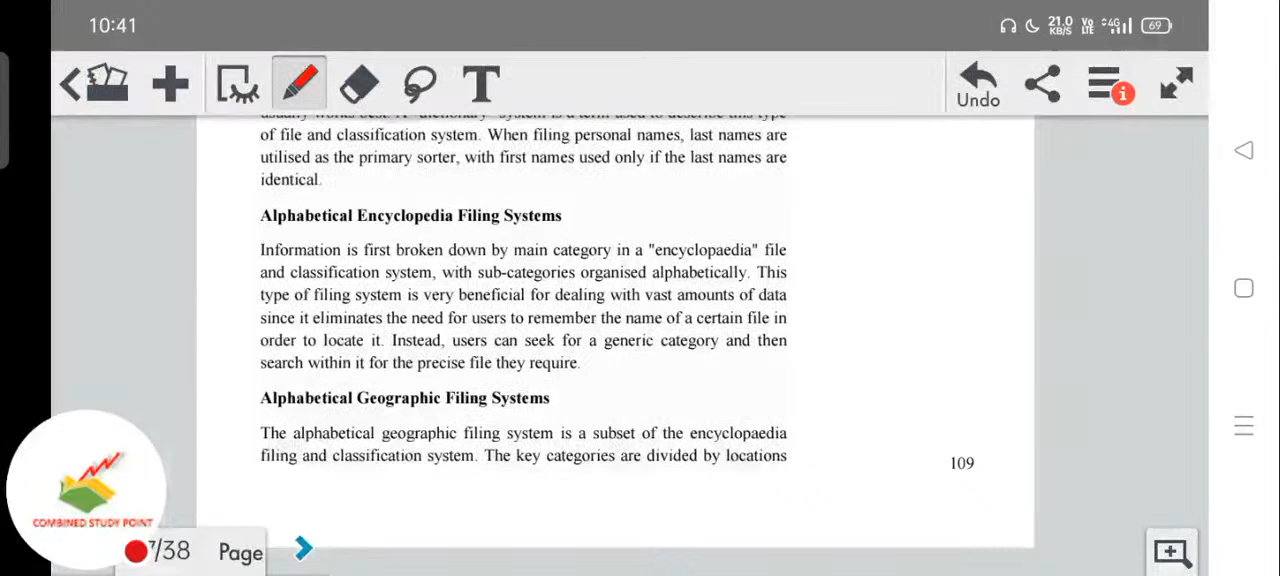 10:41
21.0
KB/S
Vo
LTE
4G
69
T
Undo
i
of file and classification system. When filing personal names, last names are
utilised as the primary sorter, with first names used only if the last names are
identical.
Alphabetical Encyclopedia Filing Systems
Information is first broken down by main category in a "encyclopaedia" file
and classification system, with sub-categories organised alphabetically. This
type of filing system is very beneficial for dealing with vast amounts of data
since it eliminates the need for users to remember the name of a certain file in
order to locate it. Instead, users can seek for a generic category and then
search within it for the precise file they require.
Alphabetical Geographic Filing Systems
The alphabetical geographic filing system is a subset of the encyclopaedia
filing and classification system. The key categories are divided by locations
109
COMBINED STUDY POINT
7/38 Page